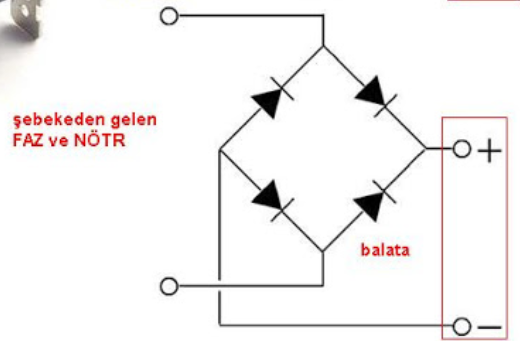 şebekeden gelen
FAZ ve NÖTR
+
balata
−